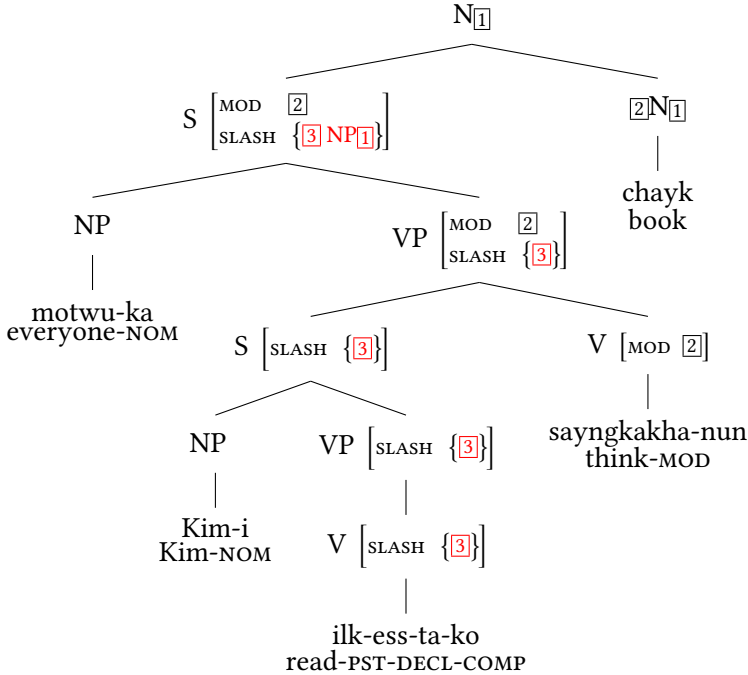 N1
S [MOD 2
SLASH {3 NP1}]
2N1
chayk
book
NP
VP [MOD 2
SLASH {3}]
motwu-ka
everyone-NOM
S [SLASH {3}]
V [MOD 2]
sayngkakha-nun
think-MOD
NP
VP [SLASH {3}]
Kim-i
Kim-NOM
V [SLASH {3}]
ilk-ess-ta-ko
read-PST-DECL-COMP